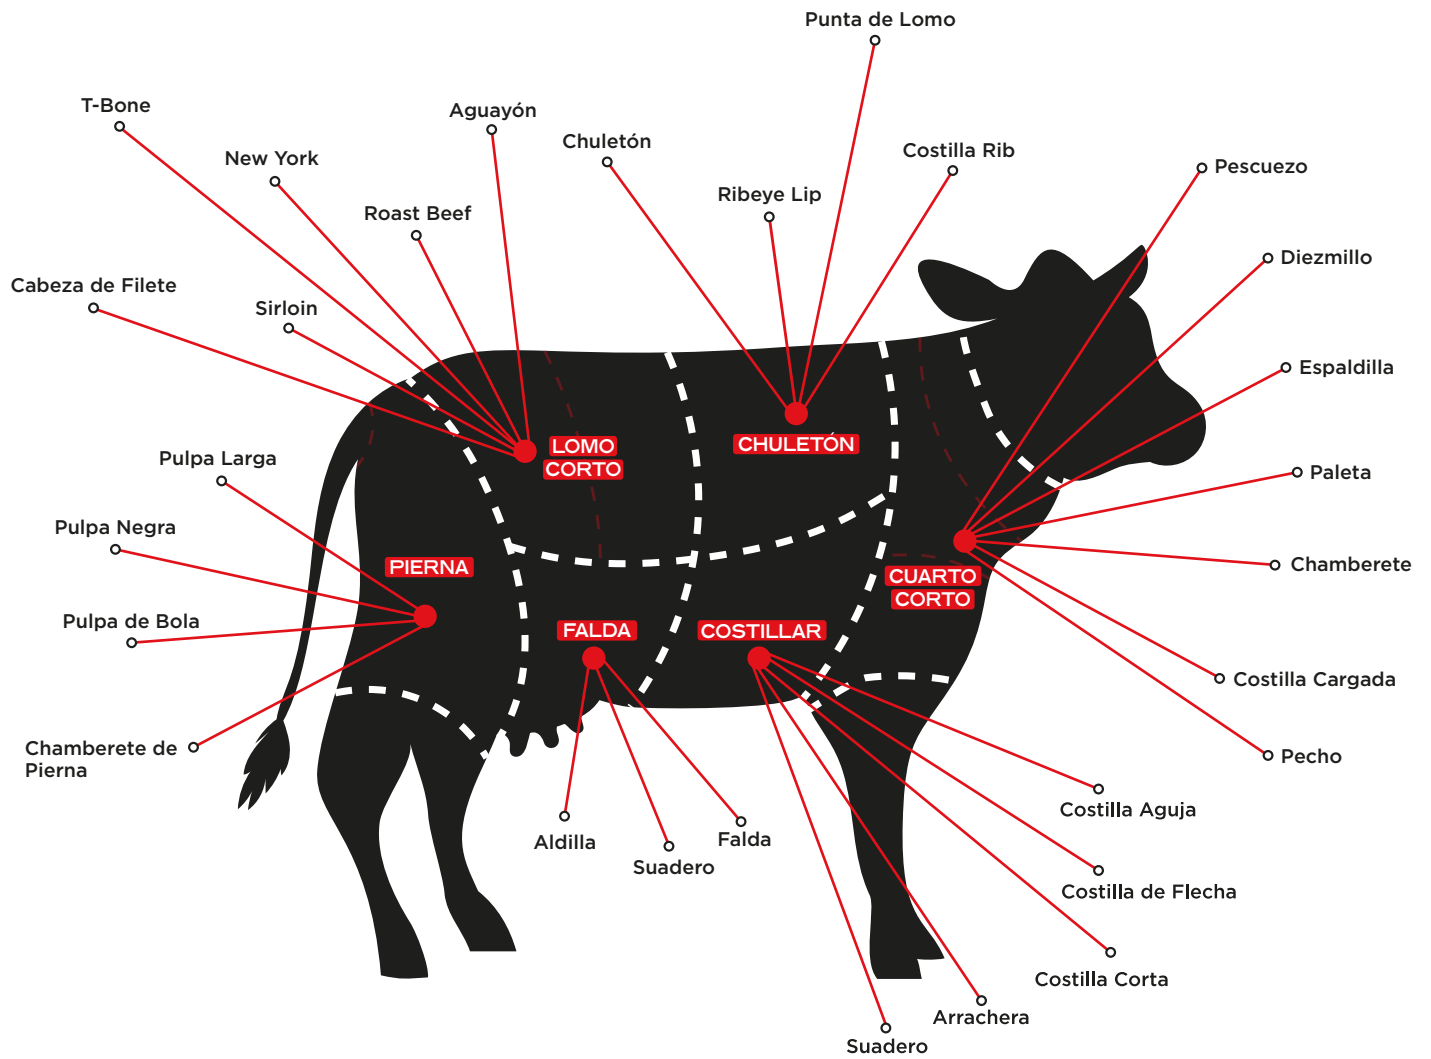 Punta de Lomo
T-Bone
Aguayón
Chuletón
Costilla Rib
New York
Pescuezo
Ribeye Lip
Roast Beef
Diezmillo
Cabeza de Filete
Sirloin
Espaldilla
LOMO
CORTO
CHULETÓN
Pulpa Larga
Paleta
Pulpa Negra
PIERNA
Chamberete
CUARTO
CORTO
Pulpa de Bola
FALDA
COSTILLAR
Costilla Cargada
Chamberete de
Pierna
Pecho
Costilla Aguja
Aldilla
Falda
Suadero
Costilla de Flecha
Costilla Corta
Arrachera
Suadero